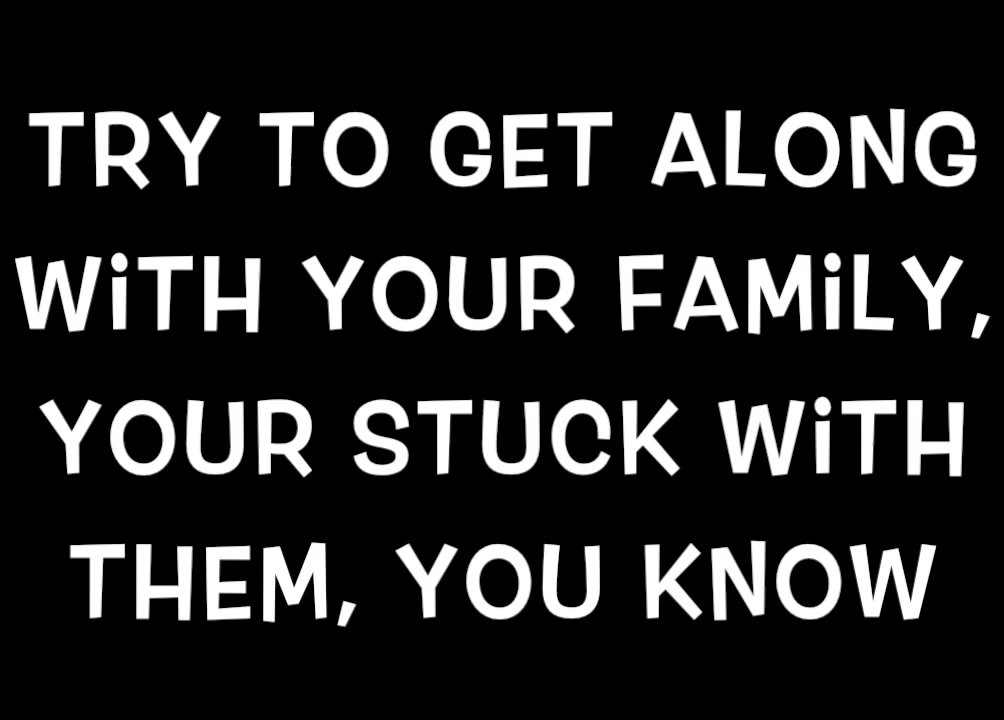 TRY TO GET ALONG
WiTH YOUR FAMiLY,
YOUR STUCK WiTH
THEM, YOU KNOW